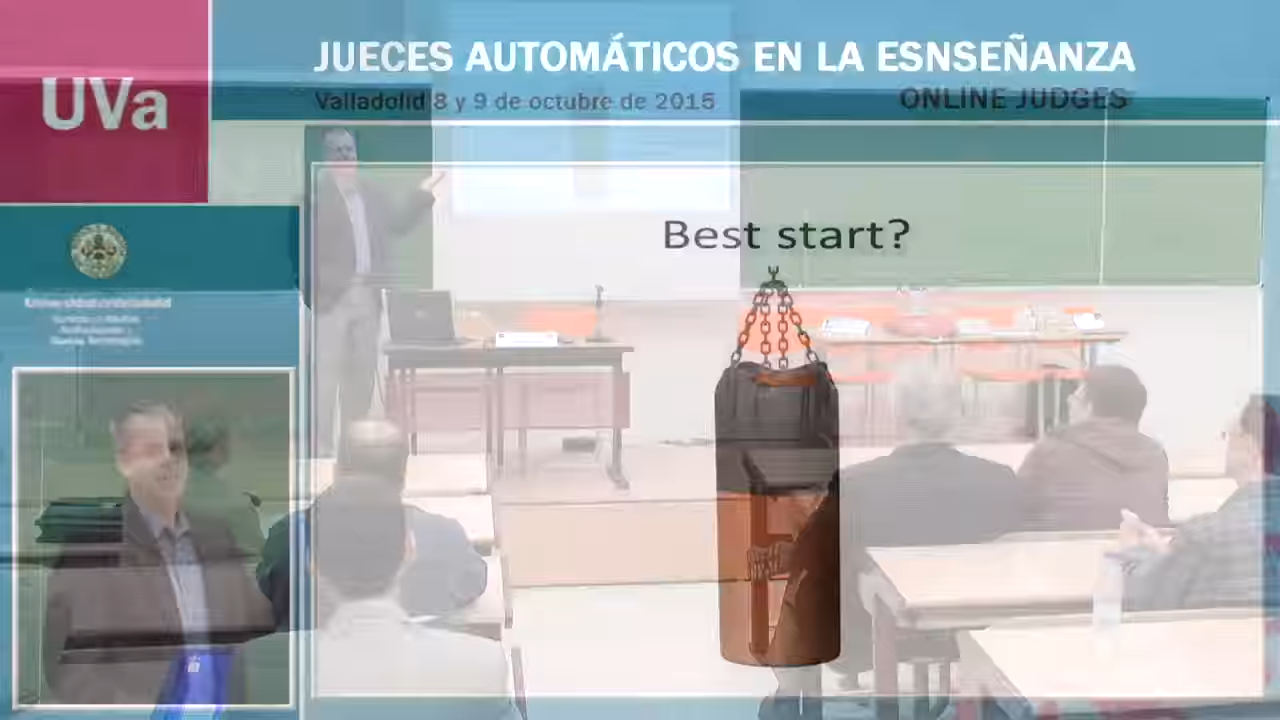 JUECES AUTOMÁTICOS EN LA ESNSEÑANZA
Valladolid 8 y 9 de octubre de 2015
ONLINE JUDGES
UVa
Best start?